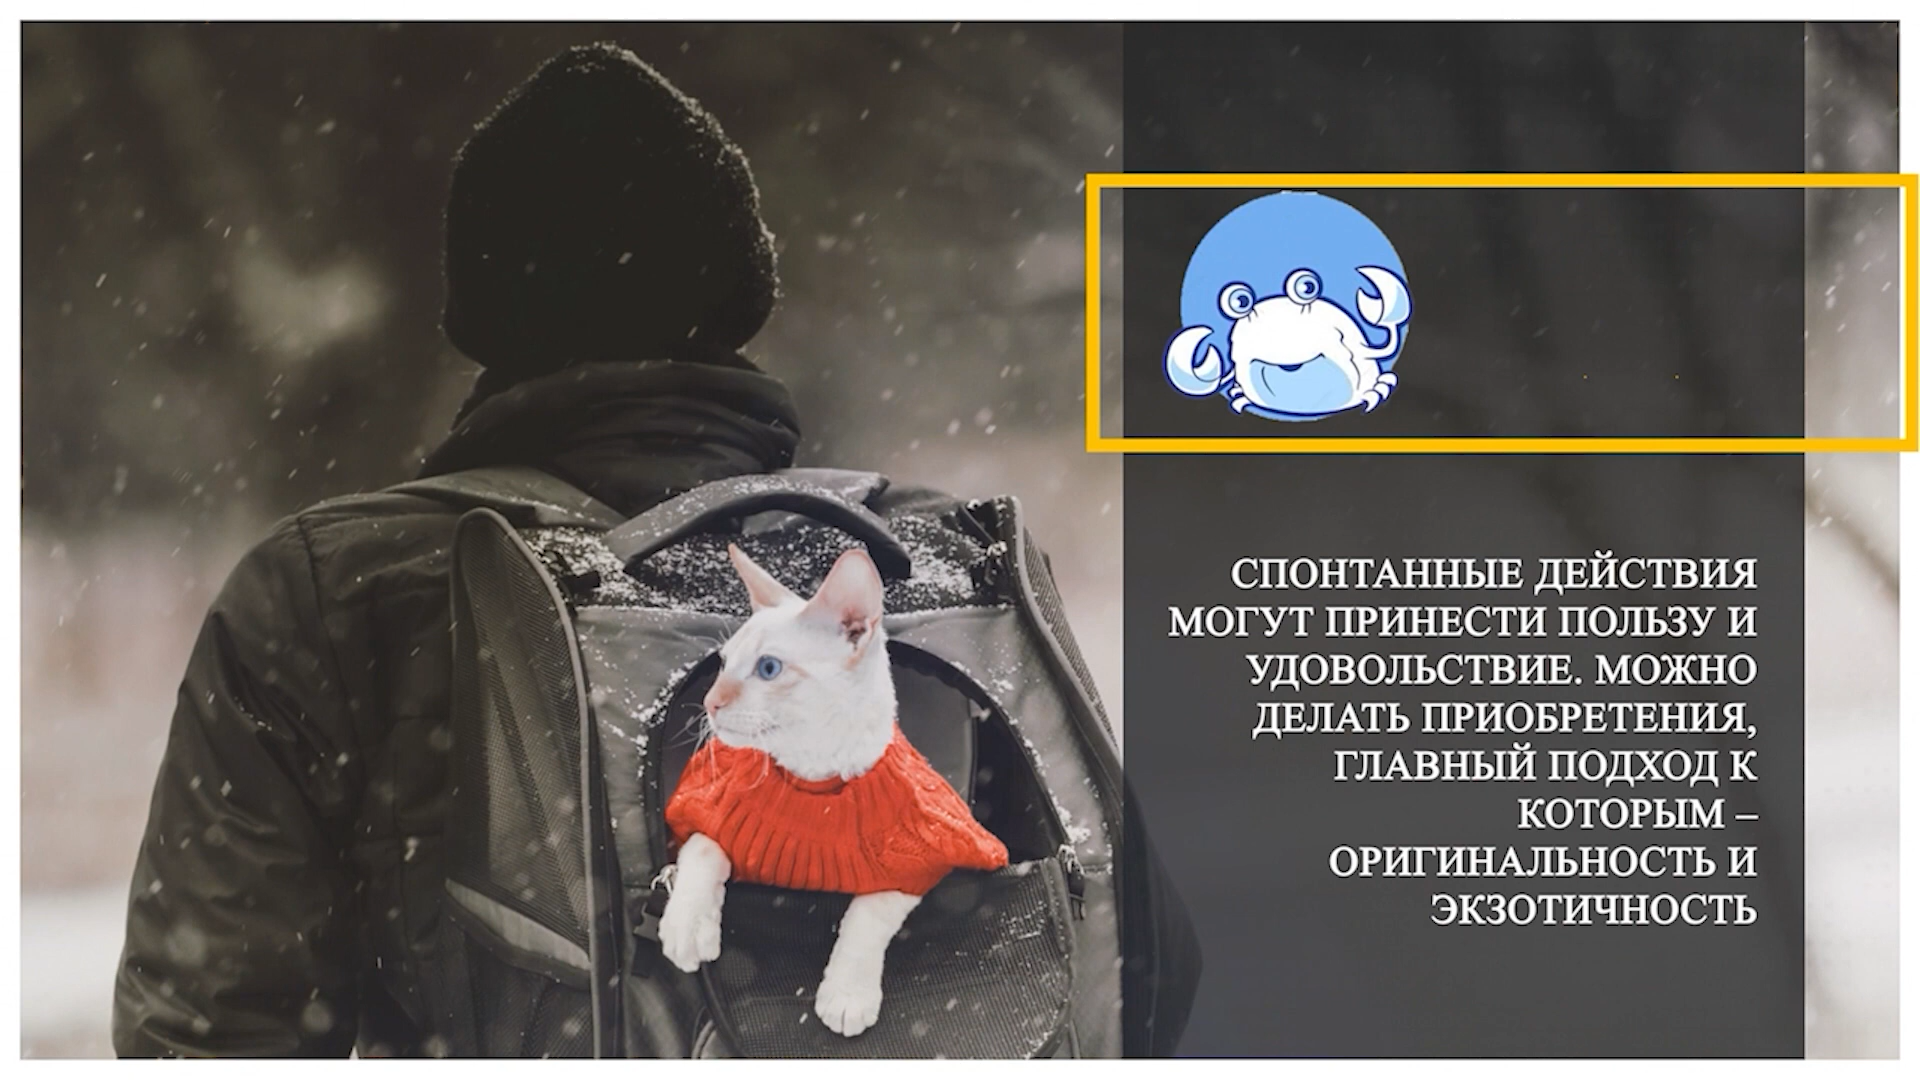 СПОНТАННЫЕ ДЕЙСТВИЯ
МОГУТ ПРИНЕСТИ ПОЛЬЗУ И
УДОВОЛЬСТВИЕ. МОЖНО
ДЕЛАТЬ ПРИОБРЕТЕНИЯ,
ГЛАВНЫЙ ПОДХОД К
КОТОРЫМ –
ОРИГИНАЛЬНОСТЬ И
ЭКЗОТИЧНОСТЬ